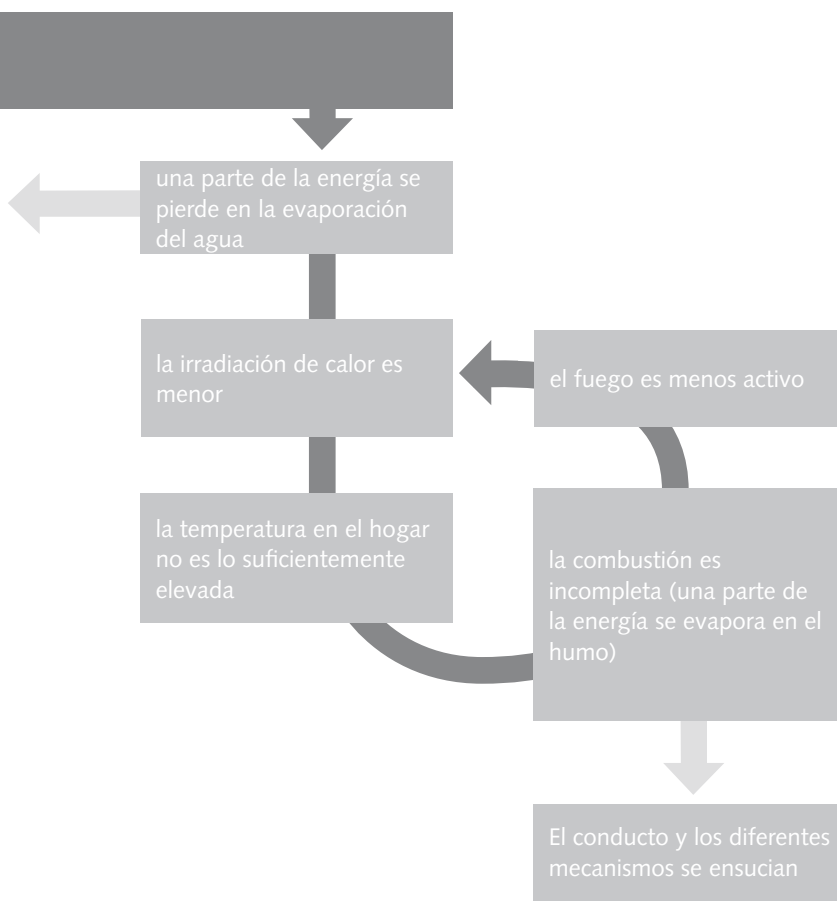 una parte de la energía se
pierde en la evaporación
del agua
la irradiación de calor es
menor
el fuego es menos activo
la temperatura en el hogar
no es lo suficientemente
elevada
la combustión es
incompleta (una parte de
la energía se evapora en el
humo)
El conducto y los diferentes
mecanismos se ensucian